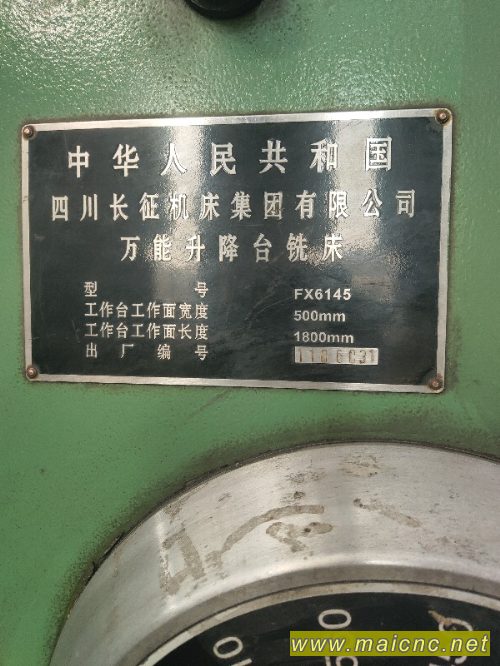 中华人民共和国
四川长征机床集团有限公司
万能升降台铣床
型号 FX6145
工作台工作面宽度 500mm
工作台工作面长度 1800mm
出厂编号
50
www.maicnc.net